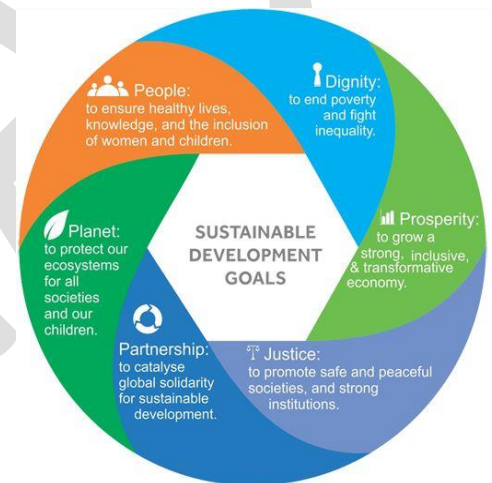 People:
to ensure healthy lives,
knowledge, and the inclusion
of women and children.
Dignity:
to end poverty
and fight
inequality.
Prosperity:
to grow a
strong, inclusive,
& transformative
economy.
Justice:
to promote safe and peaceful
societies, and strong
institutions.
Partnership:
to catalyse
global solidarity
for sustainable
development.
Planet:
to protect our
ecosystems
for all
societies
and our
children.
SUSTAINABLE
DEVELOPMENT
GOALS